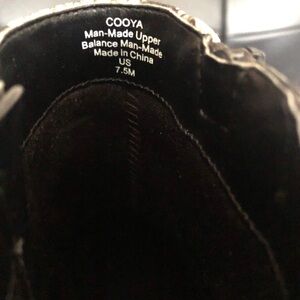 COOYA
Man-Made Upper
Balance Man-Made
Made in China
US
7.5M